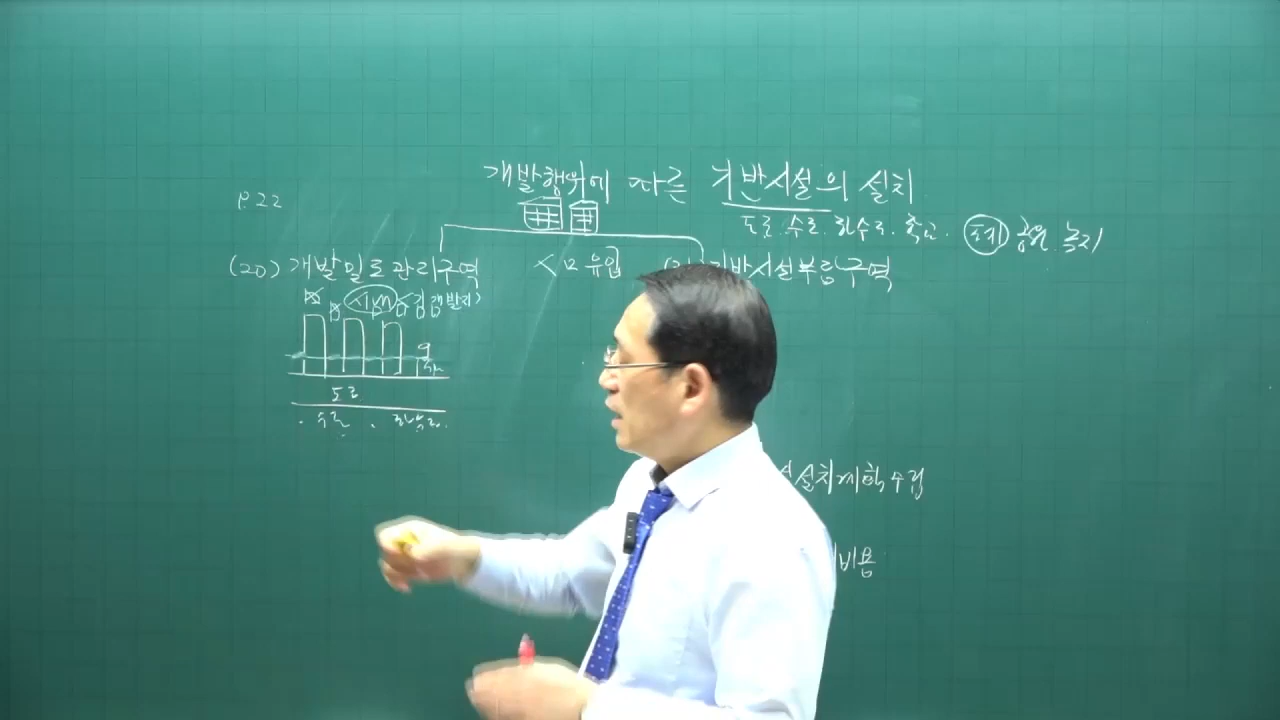 개발행위에 따른 기반시설의 설치
P.22
도로. 수로. 하수도. 학교. 토지 공원. 녹지
(20) 개발밀도관리구역
유입
기반시설부담구역
도로
수도. 하수도.
설치계획수립
비용